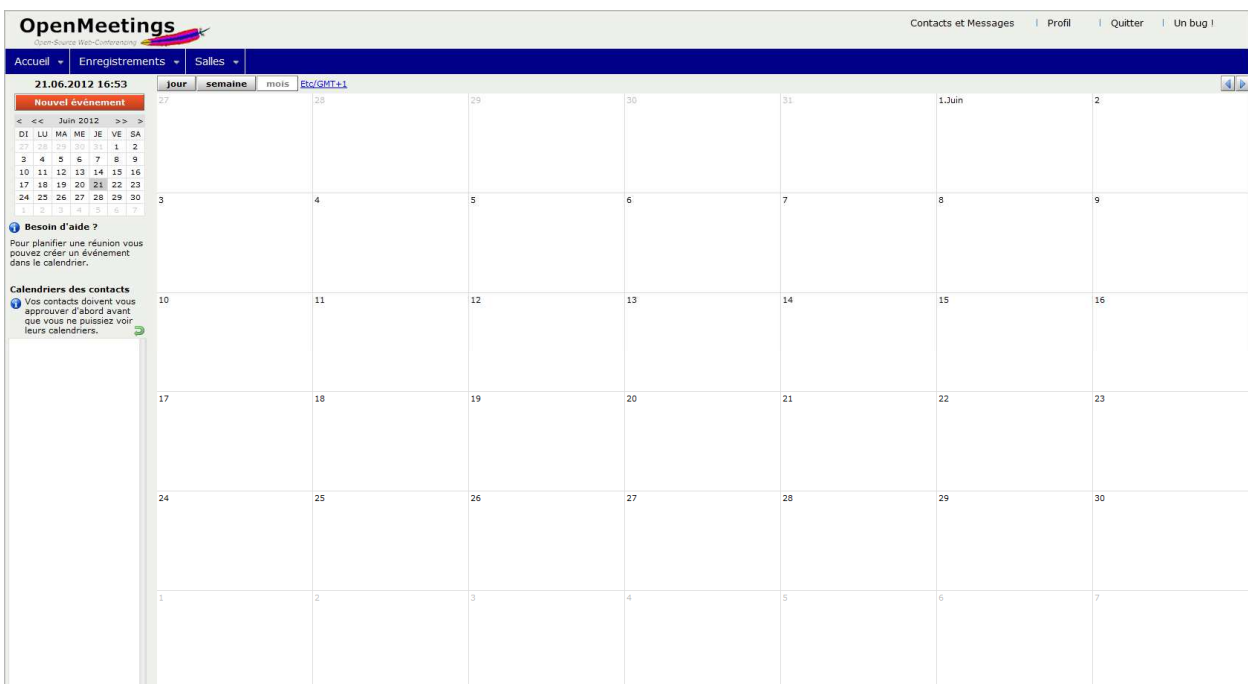 OpenMeetings
Open-Source Web-Conferencing
Contacts et Messages | Profil | Quitter | Un bug !
Accueil Enregistrements Salles
21.06.2012 16:53
jour semaine mois Etc/GMT+1
Nouvel événement
< << Juin 2012 >> >
DI LU MA ME JE VE SA
27 28 29 30 31 1 2
3 4 5 6 7 8 9
10 11 12 13 14 15 16
17 18 19 20 21 22 23
24 25 26 27 28 29 30
1 2 3 4 5 6 7
Besoin d'aide ?
Pour planifier une réunion vous
pouvez créer un événement
dans le calendrier.
Calendriers des contacts
Vos contacts doivent vous
approuver d'abord avant
que vous ne puissiez voir
leurs calendriers.
27 28 29 30 31 1.Juin 2
3 4 5 6 7 8 9
10 11 12 13 14 15 16
17 18 19 20 21 22 23
24 25 26 27 28 29 30
1 2 3 4 5 6 7